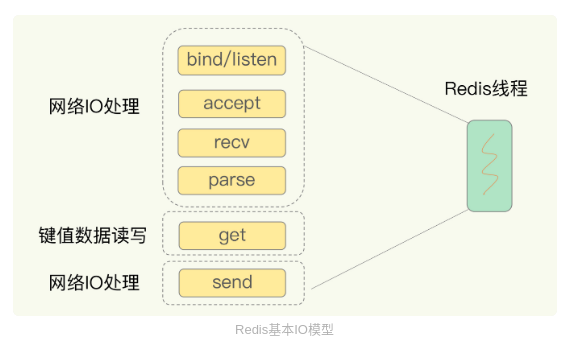 bind/listen
Redis线程
网络IO处理
accept
recv
parse
键值数据读写
get
网络IO处理
send
Redis基本IO模型